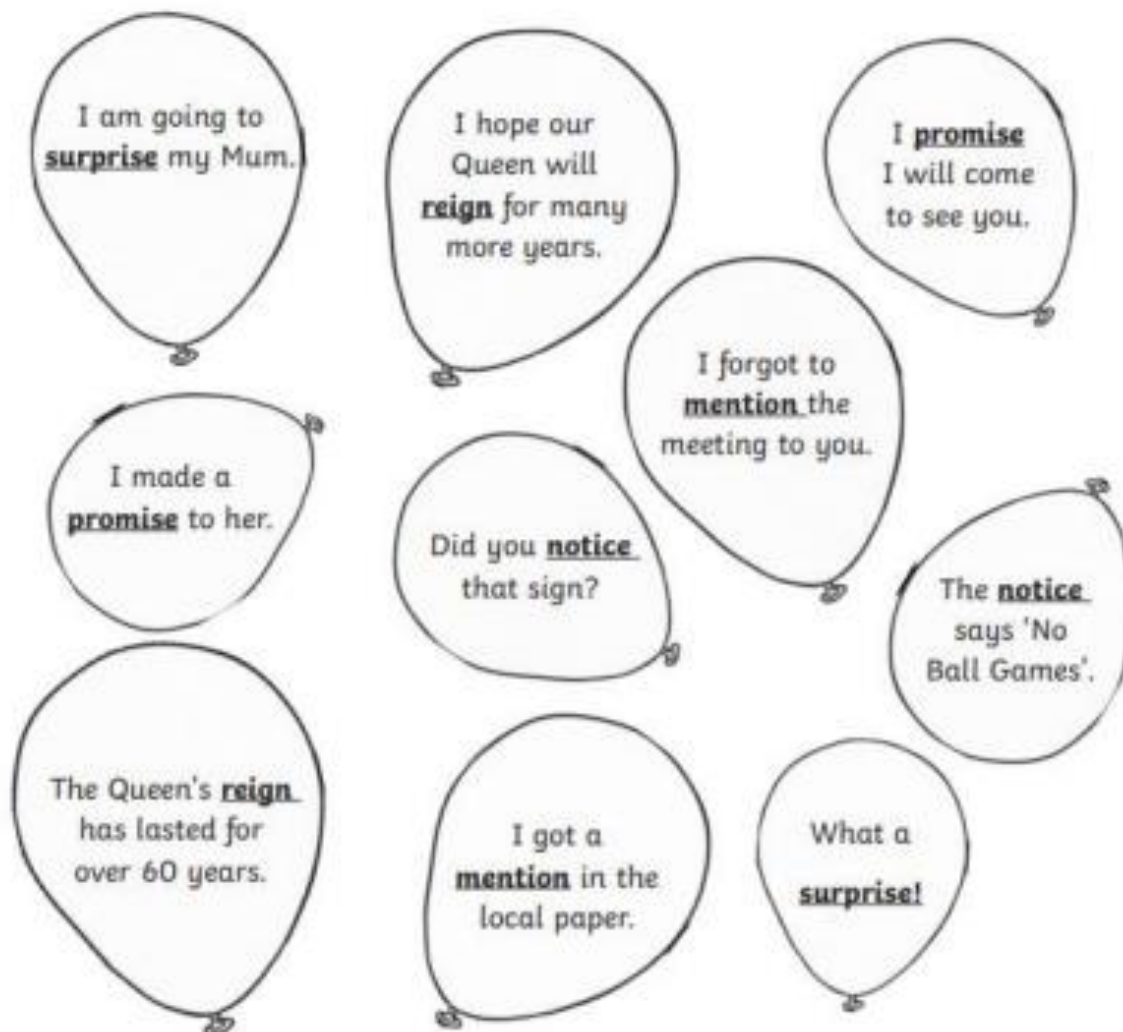 I am going to
surprise my Mum.
I hope our
Queen will
reign for many
more years.
I promise
I will come
to see you.
I forgot to
mention the
meeting to you.
I made a
promise to her.
Did you notice
that sign?
The notice
says 'No
Ball Games'.
The Queen's reign
has lasted for
over 60 years.
I got a
mention in the
local paper.
What a
surprise!